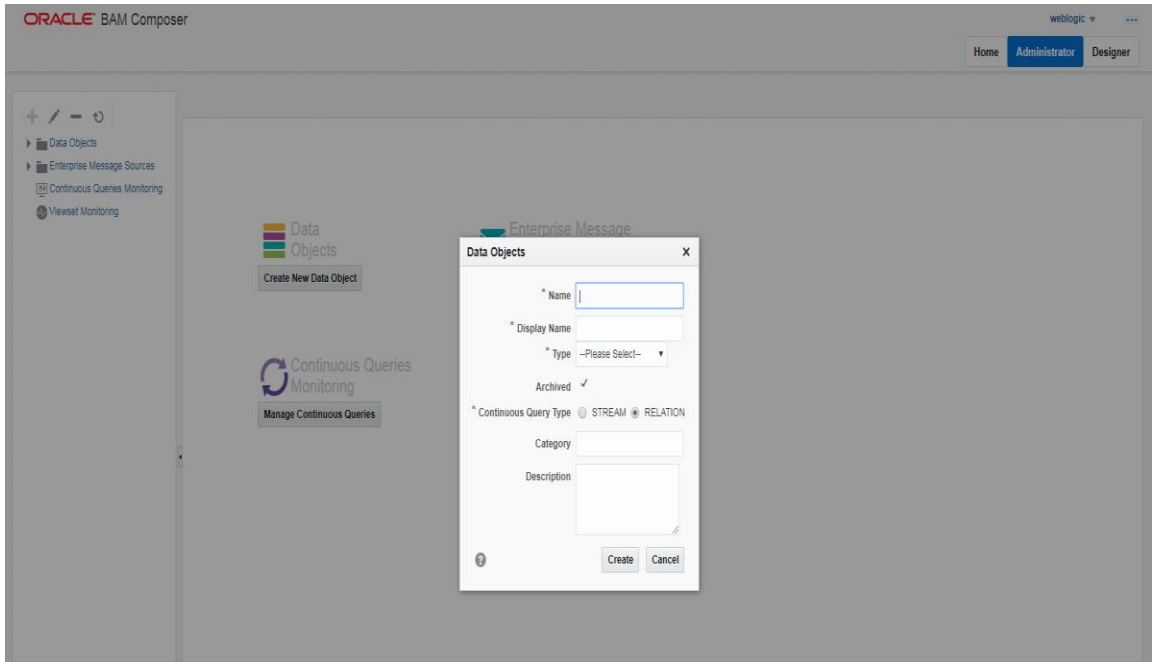 ORACLE® BAM Composer
weblogic
Home
Administrator
Designer
Data Objects
Enterprise Message Sources
Continuous Queries Monitoring
Viewset Monitoring
Data
Objects
Create New Data Object
Enterprise Message
Continuous Queries
Monitoring
Manage Continuous Queries
Data Objects
X
* Name
* Display Name
* Type --Please Select--
Archived
* Continuous Query Type STREAM RELATION
Category
Description
?
Create Cancel